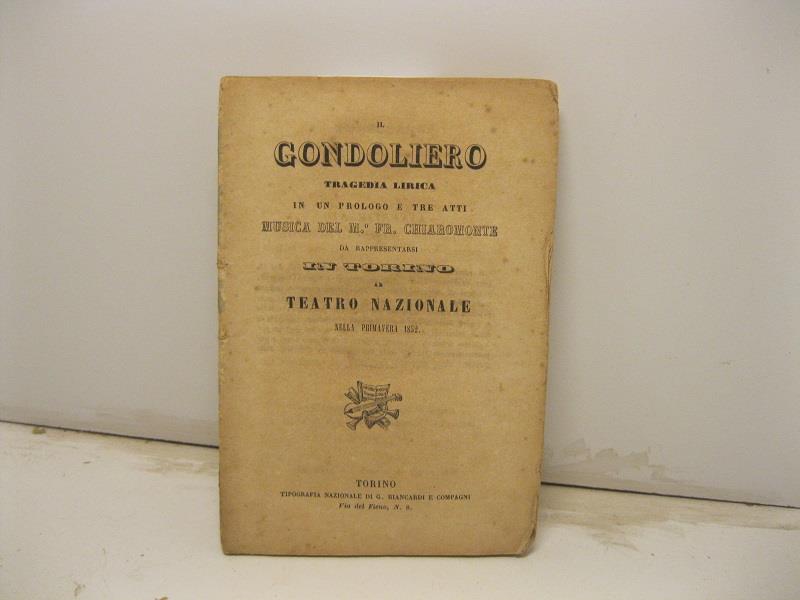 IL
GONDOLIERO
TRAGEDIA LIRICA
IN UN PROLOGO E TRE ATTI
MUSICA DEL M.° FR. CHIAROMONTE
DA RAPPRESENTARSI
IN TORINO
AL
TEATRO NAZIONALE
NELLA PRIMAVERA 1852.
TORINO
TIPOGRAFIA NAZIONALE DI G. BIANCARDI E COMPAGNI
Via del Fieno, N. 8.